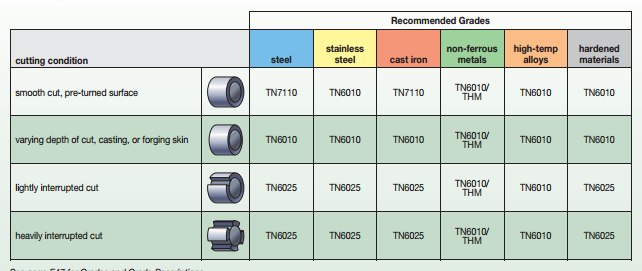 Recommended Grades
cutting condition steel stainless steel cast iron non-ferrous metals high-temp alloys hardened materials
smooth cut, pre-turned surface TN7110 TN6010 TN7110 TN6010/ THM TN6010 TN6010
varying depth of cut, casting, or forging skin TN6010 TN6010 TN6010 TN6010/ THM TN6010 TN6010
lightly interrupted cut TN6025 TN6025 TN6025 TN6010/ THM TN6010 TN6025
heavily interrupted cut TN6025 TN6025 TN6025 TN6010/ THM TN6010 TN6025